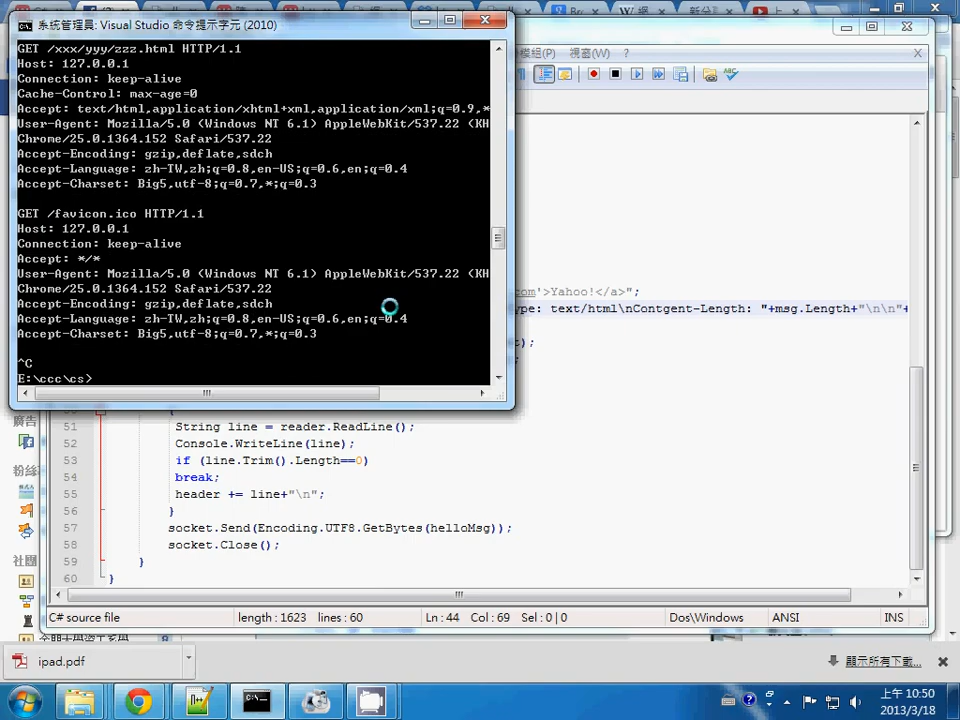 系統管理員: Visual Studio 命令提示字元 (2010)
GET /xxx/yyy/zzz.html HTTP/1.1
Host: 127.0.0.1
Connection: keep-alive
Cache-Control: max-age=0
Accept: text/html,application/xhtml+xml,application/xml;q=0.9,*
User-Agent: Mozilla/5.0 (Windows NT 6.1) AppleWebKit/537.22 (KH
Chrome/25.0.1364.152 Safari/537.22
Accept-Encoding: gzip,deflate,sdch
Accept-Language: zh-TW,zh;q=0.8,en-US;q=0.6,en;q=0.4
Accept-Charset: Big5,utf-8;q=0.7,*;q=0.3
GET /favicon.ico HTTP/1.1
Host: 127.0.0.1
Connection: keep-alive
Accept: */*
User-Agent: Mozilla/5.0 (Windows NT 6.1) AppleWebKit/537.22 (KH
Chrome/25.0.1364.152 Safari/537.22
Accept-Encoding: gzip,deflate,sdch
Accept-Language: zh-TW,zh;q=0.8,en-US;q=0.6,en;q=0.4
Accept-Charset: Big5,utf-8;q=0.7,*;q=0.3
^C
E:\ccc\cs>
模組(P) 視窗(W) ?
'>Yahoo!</a>";
ype: text/html\nContgent-Length: "+msg.Length+"\n\n"+
);
;
51 String line = reader.ReadLine();
52 Console.WriteLine(line);
53 if (line.Trim().Length==0)
54 break;
55 header += line+"\n";
56 }
57 socket.Send(Encoding.UTF8.GetBytes(helloMsg));
58 socket.Close();
59 }
60 }
C# source file length : 1623 lines : 60 Ln : 44 Col : 69 Sel : 0 | 0 Dos\Windows ANSI INS
廣告
粉絲
社團
ipad.pdf
顯示所有下載...
上午 10:50
2013/3/18